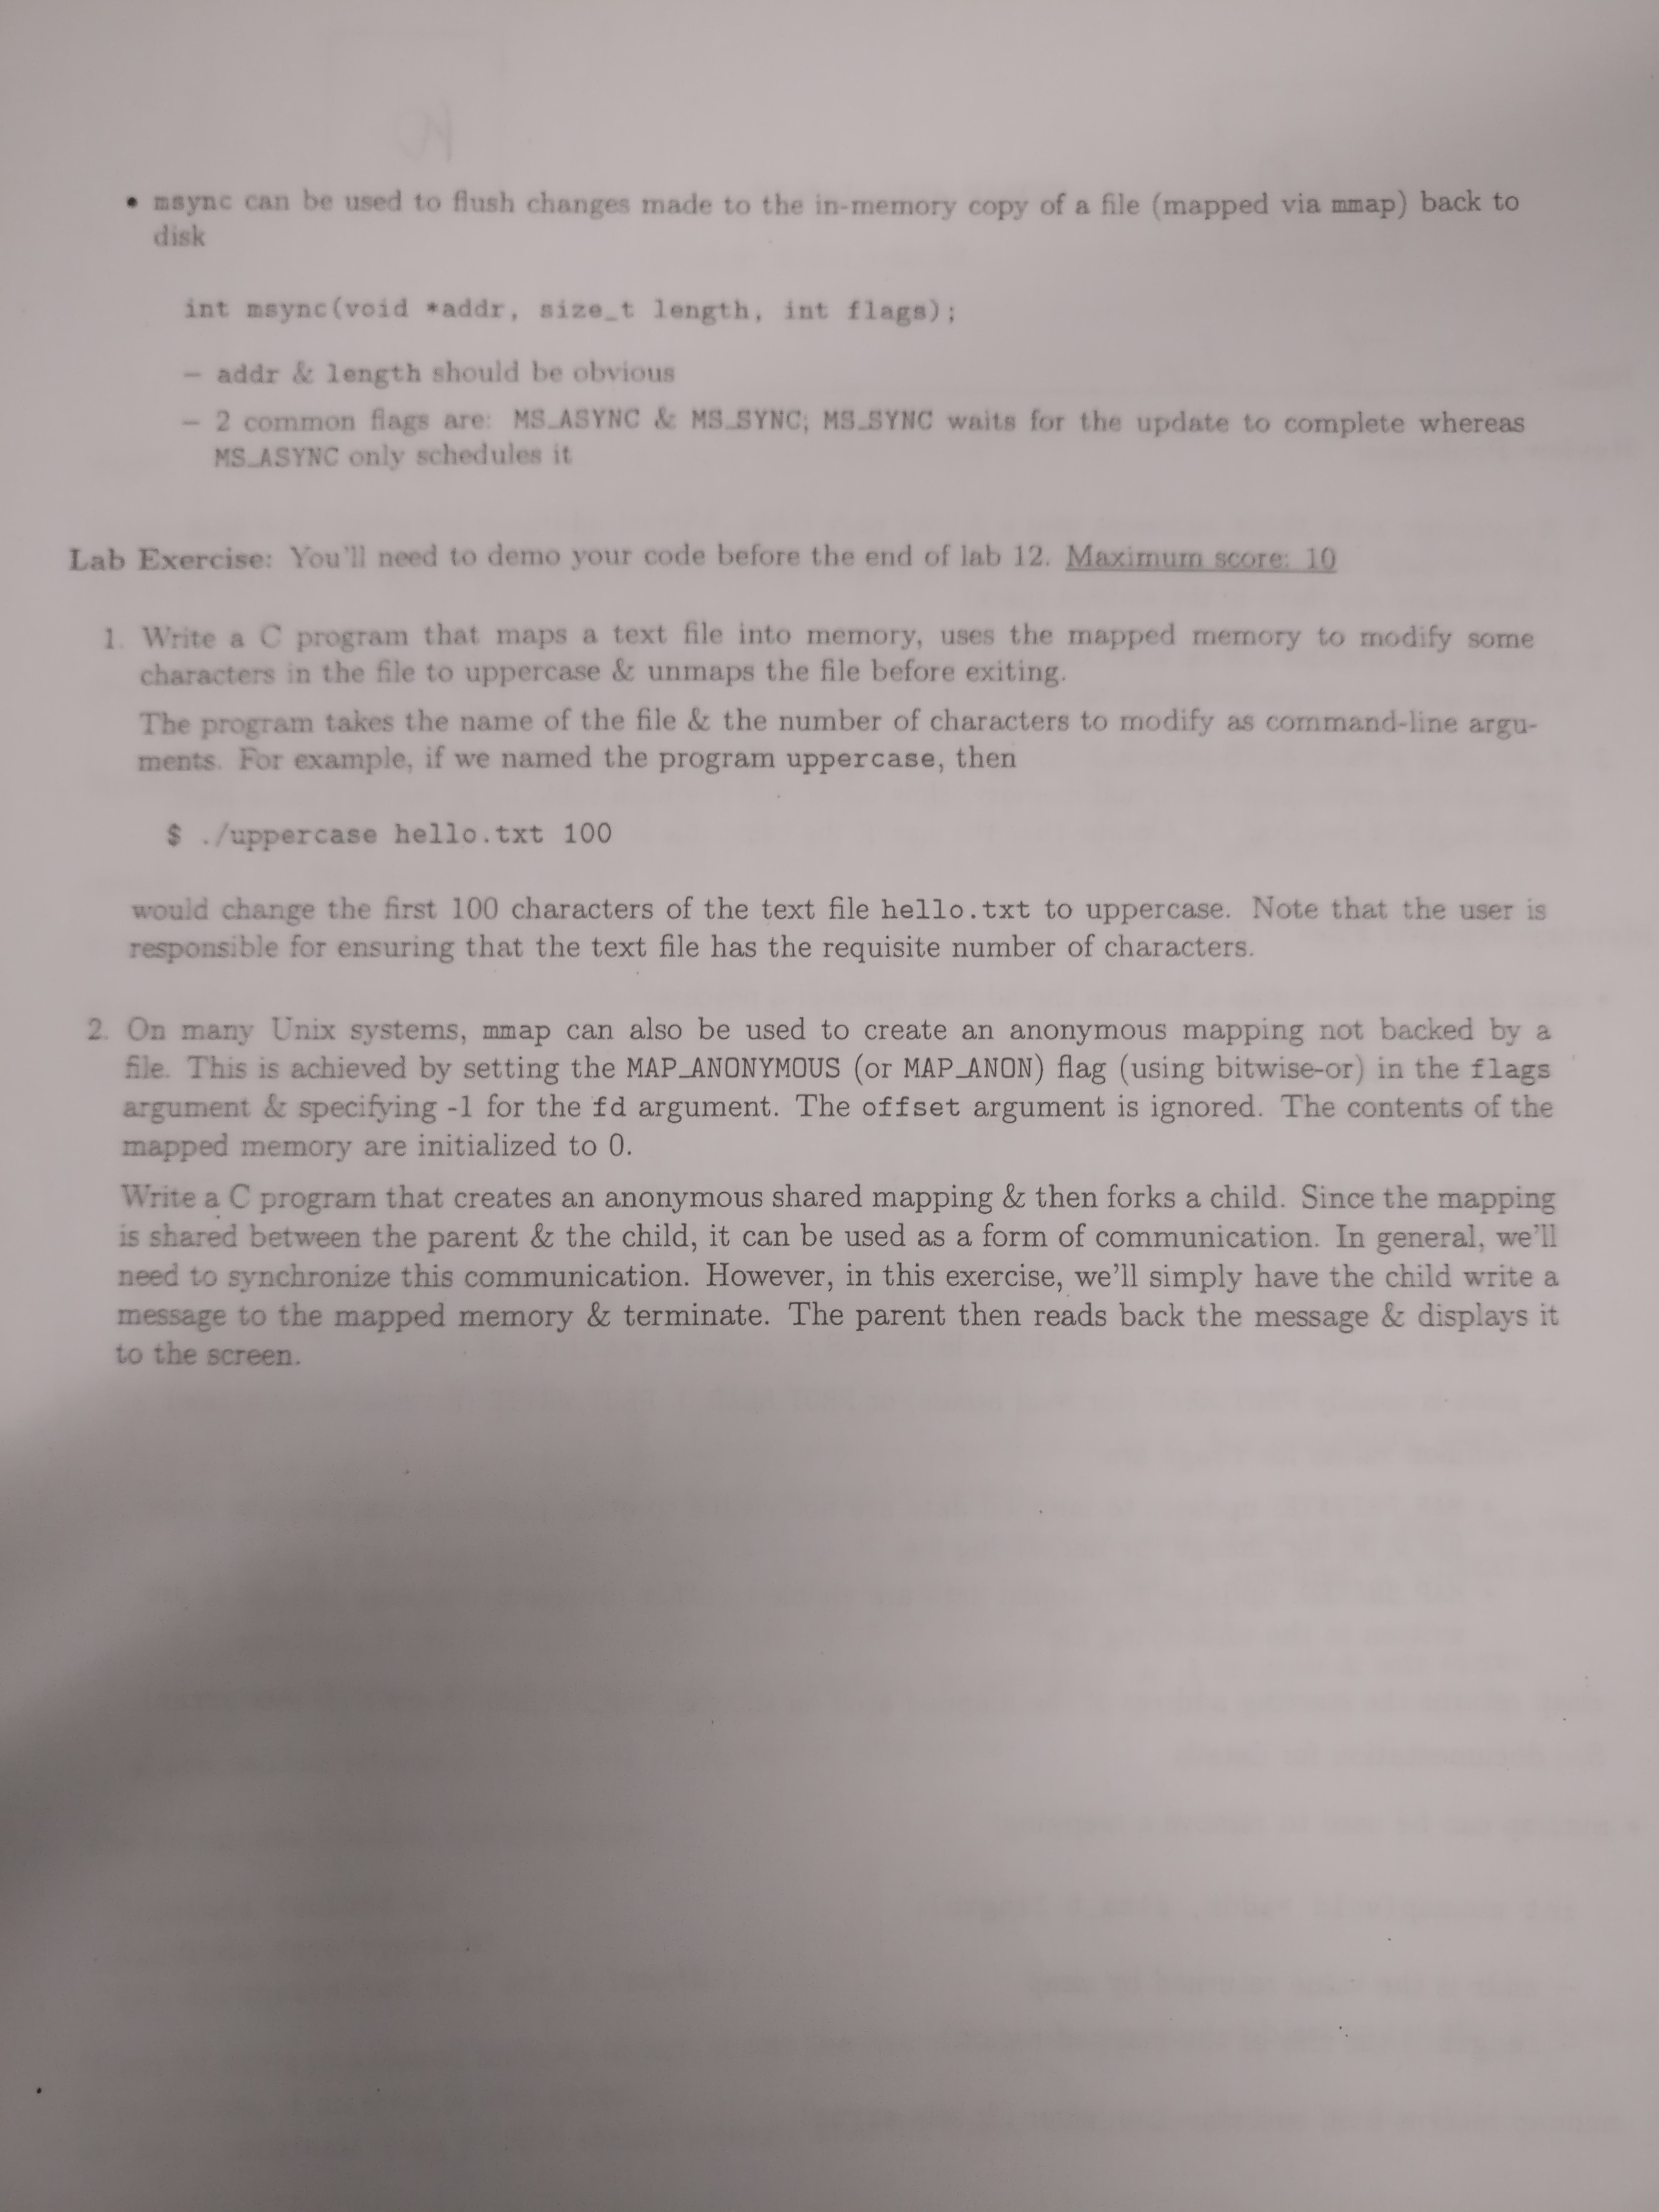 • msync can be used to flush changes made to the in-memory copy of a file (mapped via mmap) back to
disk
int msync(void *addr, size_t length, int flags);
– addr & length should be obvious
– 2 common flags are: MS_ASYNC & MS_SYNC; MS_SYNC waits for the update to complete whereas
MS_ASYNC only schedules it
Lab Exercise: You'll need to demo your code before the end of lab 12. Maximum score: 10
1. Write a C program that maps a text file into memory, uses the mapped memory to modify some
characters in the file to uppercase & unmaps the file before exiting.
The program takes the name of the file & the number of characters to modify as command-line argu-
ments. For example, if we named the program uppercase, then
$ ./uppercase hello.txt 100
would change the first 100 characters of the text file hello.txt to uppercase. Note that the user is
responsible for ensuring that the text file has the requisite number of characters.
2. On many Unix systems, mmap can also be used to create an anonymous mapping not backed by a
file. This is achieved by setting the MAP_ANONYMOUS (or MAP_ANON) flag (using bitwise-or) in the flags
argument & specifying -1 for the fd argument. The offset argument is ignored. The contents of the
mapped memory are initialized to 0.
Write a C program that creates an anonymous shared mapping & then forks a child. Since the mapping
is shared between the parent & the child, it can be used as a form of communication. In general, we'll
need to synchronize this communication. However, in this exercise, we'll simply have the child write a
message to the mapped memory & terminate. The parent then reads back the message & displays it
to the screen.